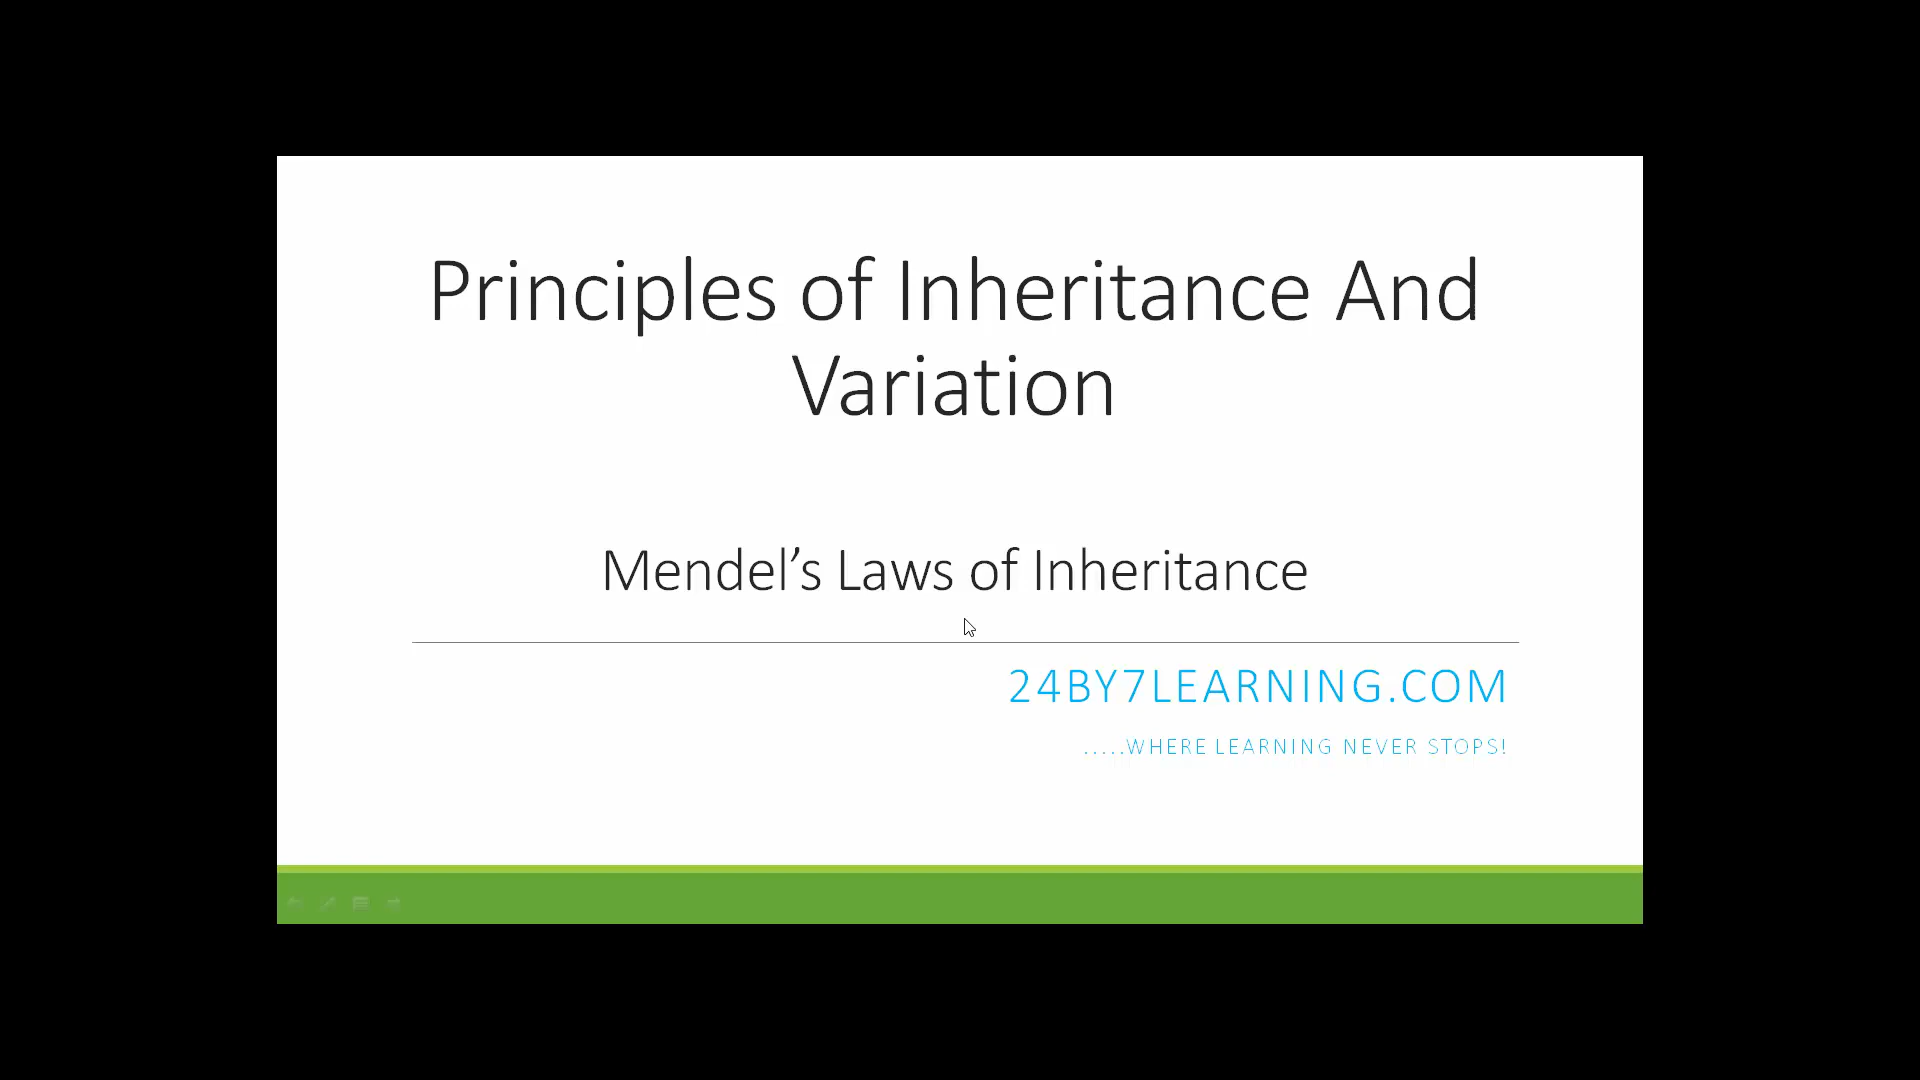 Principles of Inheritance And
Variation
Mendel’s Laws of Inheritance
24BY7LEARNING.COM
.....WHERE LEARNING NEVER STOPS!